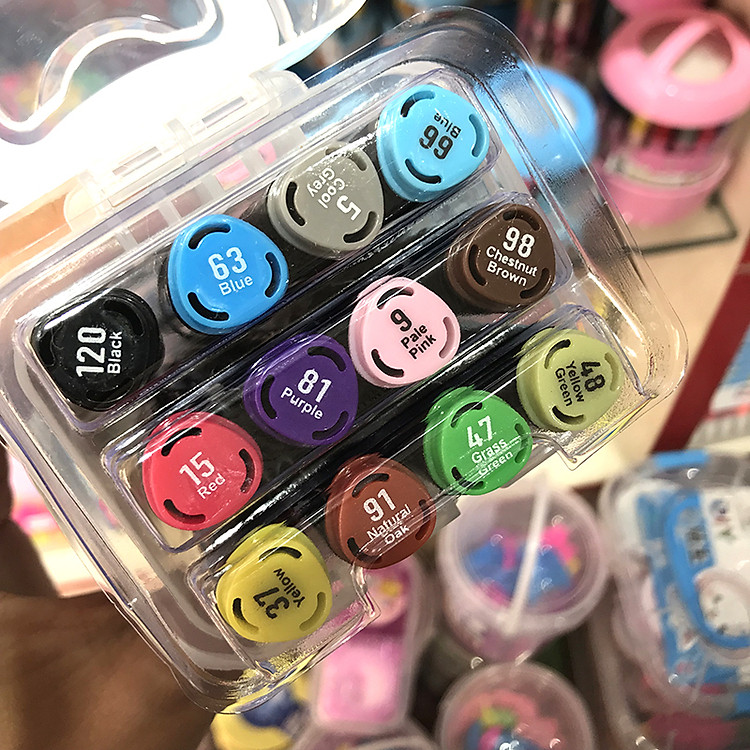 66
Blue
5
Cool
Grey
63
Blue
120
Black
98
Chestnut
Brown
9
Pale
Pink
81
Purple
15
Red
48
Yellow
Green
47
Grass
Green
91
Natural
Oak
37
Yellow